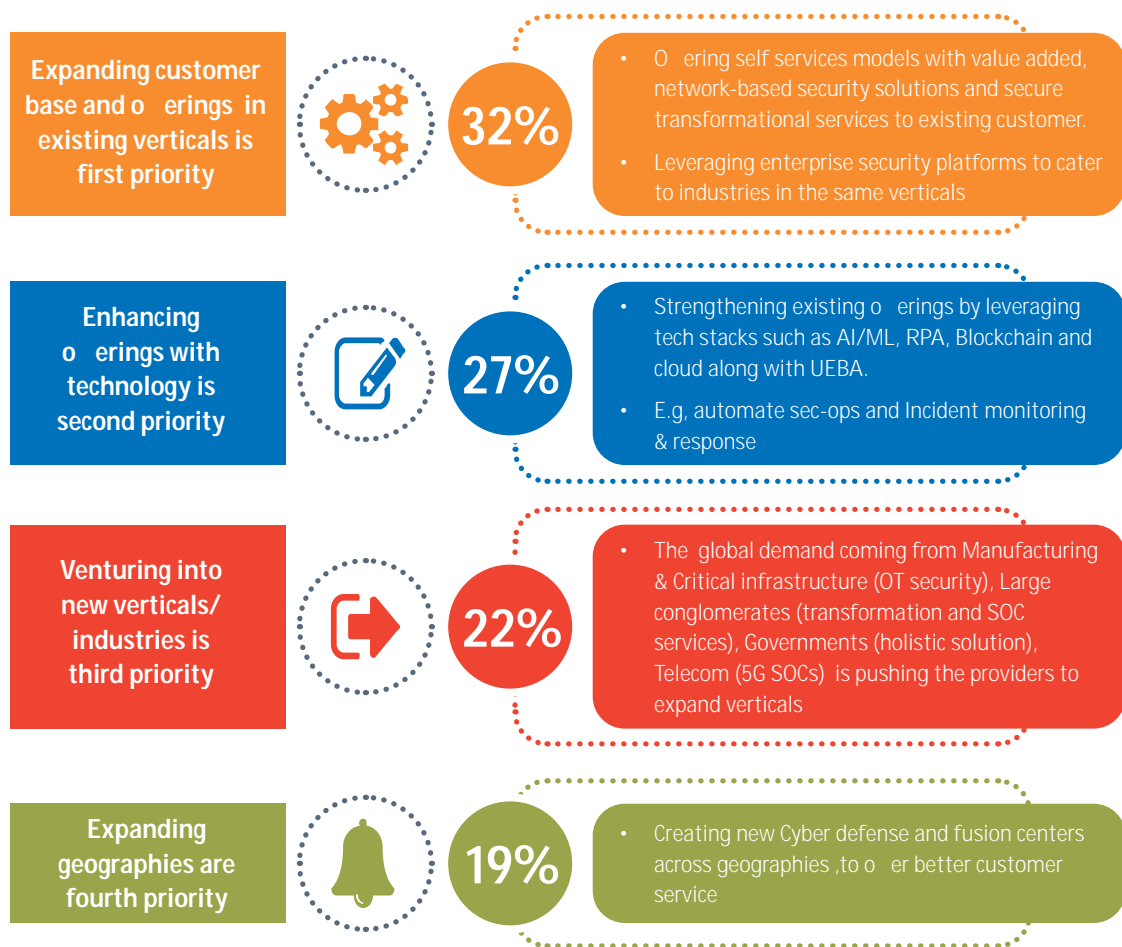 Expanding customer
base and o erings in
existing verticals is
first priority
32%
• O ering self services models with value added,
network-based security solutions and secure
transformational services to existing customer.
• Leveraging enterprise security platforms to cater
to industries in the same verticals
Enhancing
o erings with
technology is
second priority
27%
• Strengthening existing o erings by leveraging
tech stacks such as AI/ML, RPA, Blockchain and
cloud along with UEBA.
• E.g, automate sec-ops and Incident monitoring
& response
Venturing into
new verticals/
industries is
third priority
22%
• The global demand coming from Manufacturing
& Critical infrastructure (OT security), Large
conglomerates (transformation and SOC
services), Governments (holistic solution),
Telecom (5G SOCs) is pushing the providers to
expand verticals
Expanding
geographies are
fourth priority
19%
• Creating new Cyber defense and fusion centers
across geographies ,to o er better customer
service